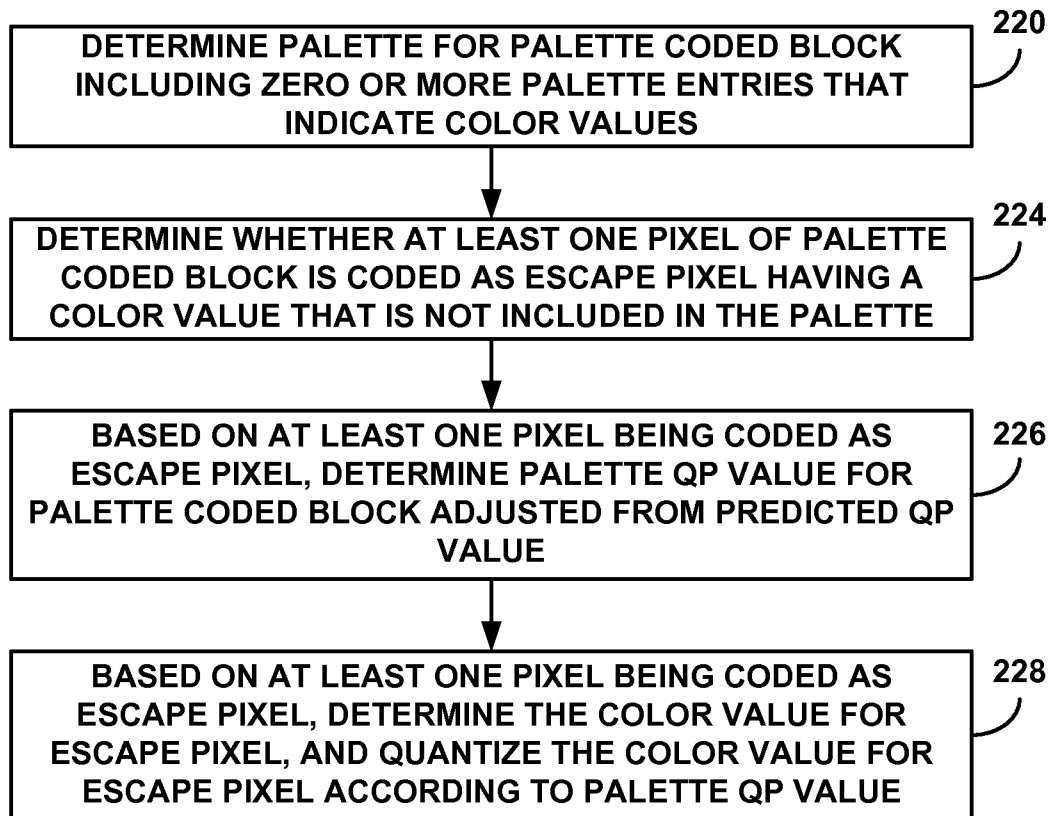 220
DETERMINE PALETTE FOR PALETTE CODED BLOCK
INCLUDING ZERO OR MORE PALETTE ENTRIES THAT
INDICATE COLOR VALUES
224
DETERMINE WHETHER AT LEAST ONE PIXEL OF PALETTE
CODED BLOCK IS CODED AS ESCAPE PIXEL HAVING A
COLOR VALUE THAT IS NOT INCLUDED IN THE PALETTE
226
BASED ON AT LEAST ONE PIXEL BEING CODED AS
ESCAPE PIXEL, DETERMINE PALETTE QP VALUE FOR
PALETTE CODED BLOCK ADJUSTED FROM PREDICTED QP
VALUE
228
BASED ON AT LEAST ONE PIXEL BEING CODED AS
ESCAPE PIXEL, DETERMINE THE COLOR VALUE FOR
ESCAPE PIXEL, AND QUANTIZE THE COLOR VALUE FOR
ESCAPE PIXEL ACCORDING TO PALETTE QP VALUE